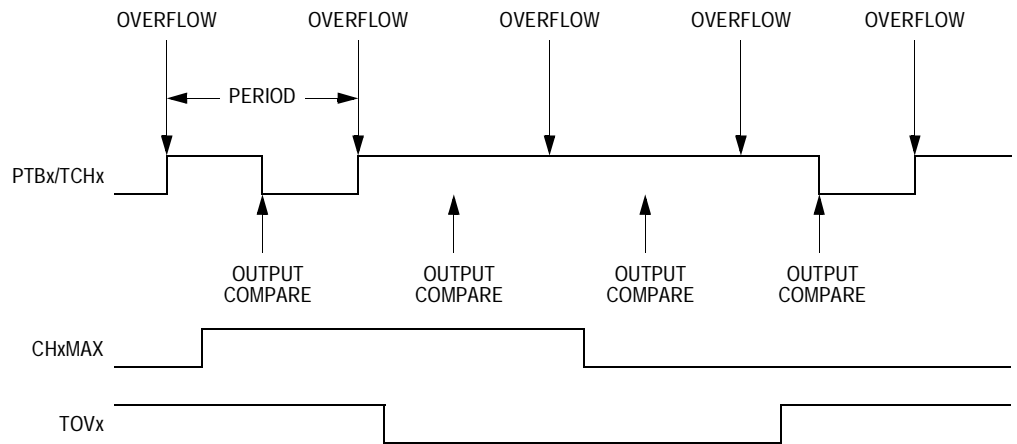 OVERFLOW OVERFLOW OVERFLOW OVERFLOW OVERFLOW
PERIOD
PTBx/TCHx
OUTPUT COMPARE
OUTPUT COMPARE
OUTPUT COMPARE
OUTPUT COMPARE
CHxMAX
TOVx